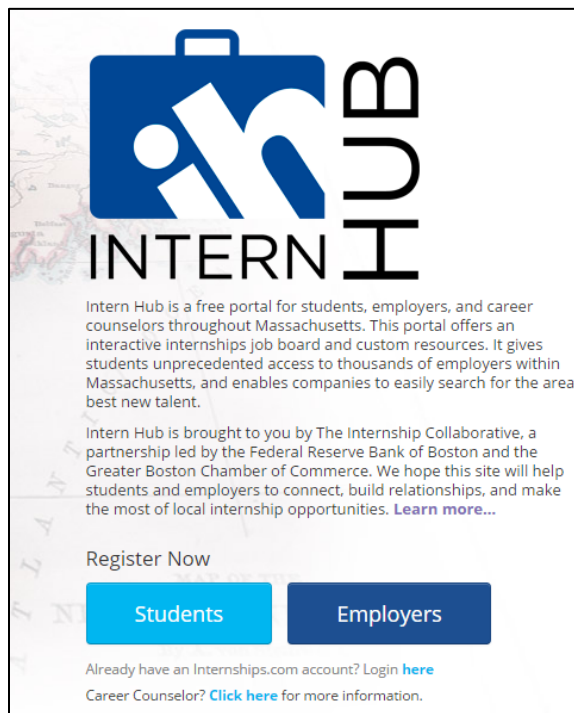 ih
INTERN
HUB
Intern Hub is a free portal for students, employers, and career
counselors throughout Massachusetts. This portal offers an
interactive internships job board and custom resources. It gives
students unprecedented access to thousands of employers within
Massachusetts, and enables companies to easily search for the area
best new talent.
Intern Hub is brought to you by The Internship Collaborative, a
partnership led by the Federal Reserve Bank of Boston and the
Greater Boston Chamber of Commerce. We hope this site will help
students and employers to connect, build relationships, and make
the most of local internship opportunities. Learn more...
Register Now
Students
Employers
Already have an Internships.com account? Login here
Career Counselor? Click here for more information.
MAP OF THE